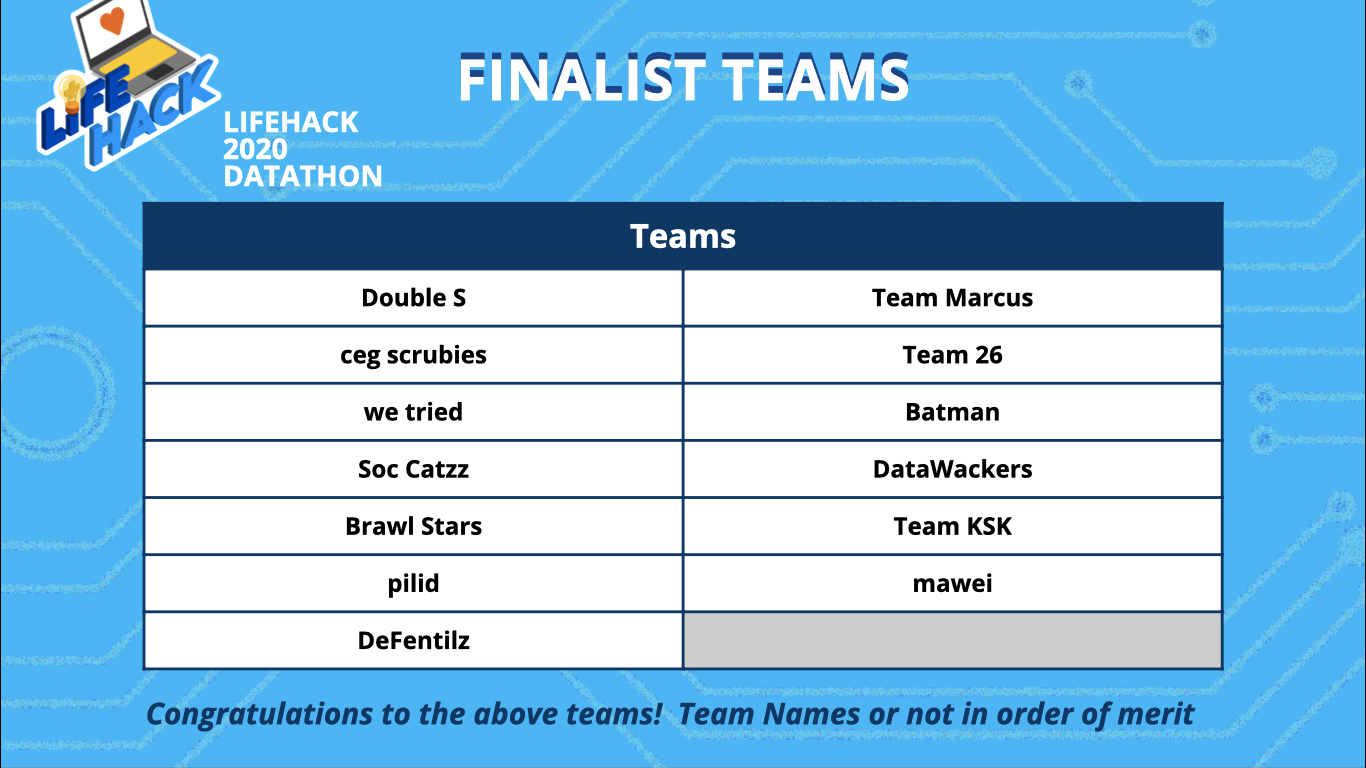 LiFE
HACK
LIFEHACK
2020
DATATHON
FINALIST TEAMS
Teams
Double S
Team Marcus
ceg scrubies
Team 26
we tried
Batman
Soc Catzz
DataWackers
Brawl Stars
Team KSK
pilid
mawei
DeFentilz
Congratulations to the above teams! Team Names or not in order of merit